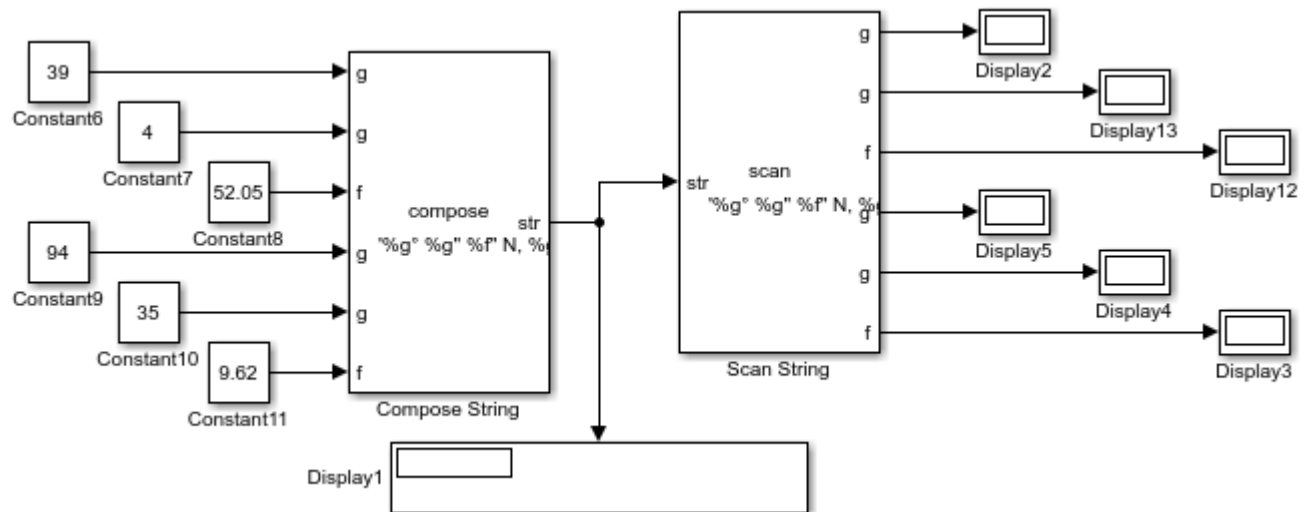 39
Constant6
4
Constant7
52.05
Constant8
94
Constant9
35
Constant10
9.62
Constant11
g
g
f
g
g
f
compose
"%g° %g" %f" N, %g
str
Compose String
Display1
str
scan
"%g° %g" %f" N, %g
g
g
f
g
g
f
Scan String
Display2
Display13
Display12
Display5
Display4
Display3